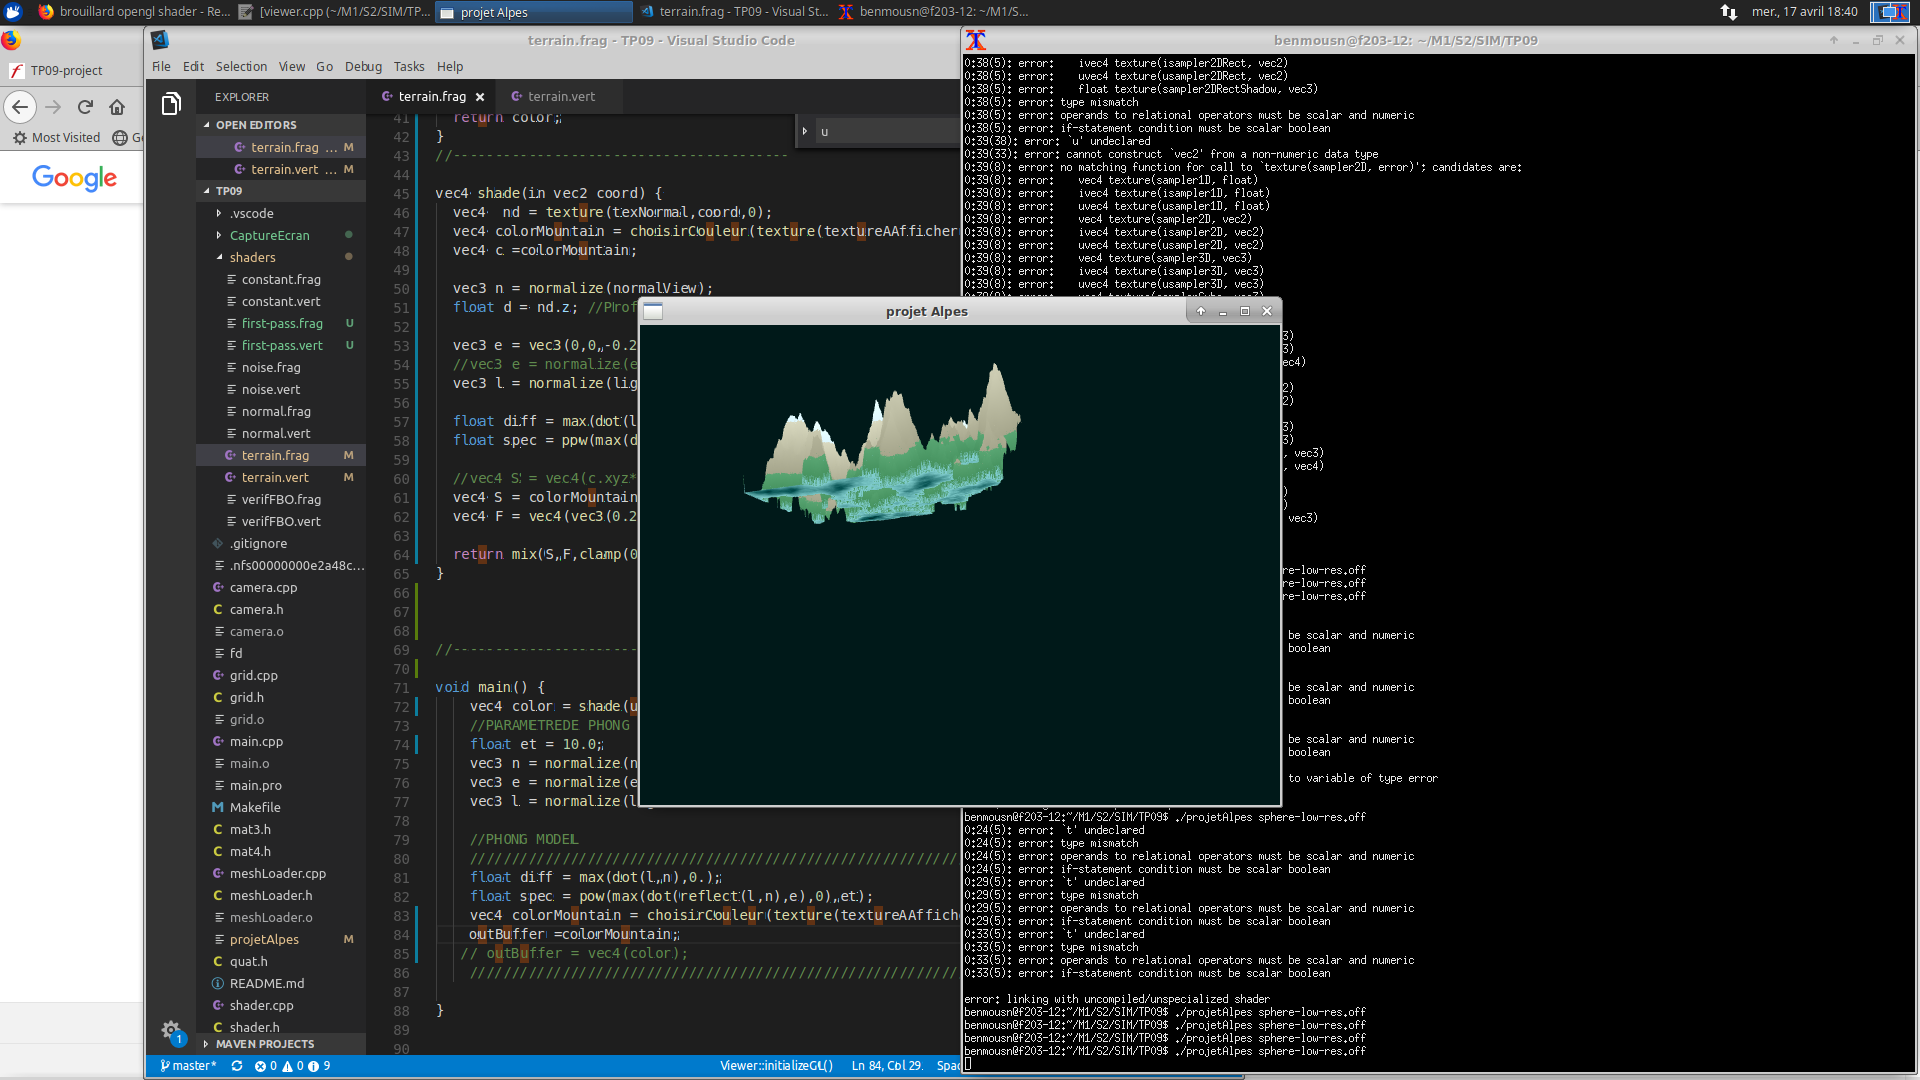 brouillard opengl shader - Re...
[viewer.cpp (~/M1/S2/SIM/TP...
projet Alpes
terrain.frag - TP09 - Visual St...
benmousn@f203-12: ~/M1/S...
mer., 17 avril 18:40
TP09-project
Most Visited
Google
terrain.frag - TP09 - Visual Studio Code
File Edit Selection View Go Debug Tasks Help
EXPLORER
OPEN EDITORS
terrain.frag ... M
terrain.vert ... M
TP09
.vscode
CaptureEcran
shaders
constant.frag
constant.vert
first-pass.frag U
first-pass.vert U
noise.frag
noise.vert
normal.frag
normal.vert
terrain.frag M
terrain.vert M
verifFBO.frag
verifFBO.vert
.gitignore
.nfs00000000e2a48c...
camera.cpp
camera.h
camera.o
fd
grid.cpp
grid.h
grid.o
main.cpp
main.o
main.pro
Makefile
mat3.h
mat4.h
meshLoader.cpp
meshLoader.h
meshLoader.o
projetAlpes M
quat.h
README.md
shader.cpp
shader.h
MAVEN PROJECTS
terrain.frag
terrain.vert
u
41 return color;
42 }
43 //----------------------------------------
44
45 vec4 shade(in vec2 coord) {
46 vec4 nd = texture(texNormal,coord,0);
47 vec4 colorMountain = choisirCouleur(texture(textureAAfficher
48 vec4 c =colorMountain;
49
50 vec3 n = normalize(normalView);
51 float d = nd.z; //Prof
52
53 vec3 e = vec3(0,0,-0.2
54 //vec3 e = normalize(e
55 vec3 l = normalize(lig
56
57 float diff = max(dot(l
58 float spec = pow(max(d
59
60 //vec4 S = vec4(c.xyz*
61 vec4 S = colorMountain
62 vec4 F = vec4(vec3(0.2
63
64 return mix(S,F,clamp(0
65 }
66
67
68
69 //----------------------
70
71 void main() {
72 vec4 color = shade(u
73 //PARAMETREDE PHONG
74 float et = 10.0;
75 vec3 n = normalize(n
76 vec3 e = normalize(e
77 vec3 l = normalize(l
78
79 //PHONG MODEL
80 //////////////////////////////////////////////////////////
81 float diff = max(dot(l,n),0.);
82 float spec = pow(max(dot(reflect(l,n),e),0),et);
83 vec4 colorMountain = choisirCouleur(texture(textureAAffiche
84 outBuffer =colorMountain;
85 // outBuffer = vec4(color);
86 //////////////////////////////////////////////////////////
87
88 }
89
90
master*
0 0 9
Viewer::initializeGL()
Ln 84, Col 29
Spac
projet Alpes
benmousn@f203-12: ~/M1/S2/SIM/TP09
0:38(5): error: ivec4 texture(isampler2DRect, vec2)
0:38(5): error: uvec4 texture(usampler2DRect, vec2)
0:38(5): error: float texture(sampler2DRectShadow, vec3)
0:38(5): error: type mismatch
0:38(5): error: operands to relational operators must be scalar and numeric
0:38(5): error: if-statement condition must be scalar boolean
0:39(38): error: `u' undeclared
0:39(33): error: cannot construct `vec2' from a non-numeric data type
0:39(8): error: no matching function for call to `texture(sampler2D, error)'; candidates are:
0:39(8): error: vec4 texture(sampler1D, float)
0:39(8): error: ivec4 texture(isampler1D, float)
0:39(8): error: uvec4 texture(usampler1D, float)
0:39(8): error: vec4 texture(sampler2D, vec2)
0:39(8): error: ivec4 texture(isampler2D, vec2)
0:39(8): error: uvec4 texture(usampler2D, vec2)
0:39(8): error: vec4 texture(sampler3D, vec3)
0:39(8): error: ivec4 texture(isampler3D, vec3)
0:39(8): error: uvec4 texture(usampler3D, vec3)
3)
3)
ec4)
2)
2)
3)
3)
, vec3)
, vec4)
)
)
vec3)
re-low-res.off
re-low-res.off
re-low-res.off
be scalar and numeric
boolean
be scalar and numeric
boolean
be scalar and numeric
boolean
to variable of type error
benmousn@f203-12:~/M1/S2/SIM/TP09$ ./projetAlpes sphere-low-res.off
0:24(5): error: `t' undeclared
0:24(5): error: type mismatch
0:24(5): error: operands to relational operators must be scalar and numeric
0:24(5): error: if-statement condition must be scalar boolean
0:29(5): error: `t' undeclared
0:29(5): error: type mismatch
0:29(5): error: operands to relational operators must be scalar and numeric
0:29(5): error: if-statement condition must be scalar boolean
0:33(5): error: `t' undeclared
0:33(5): error: type mismatch
0:33(5): error: operands to relational operators must be scalar and numeric
0:33(5): error: if-statement condition must be scalar boolean
error: linking with uncompiled/unspecialized shader
benmousn@f203-12:~/M1/S2/SIM/TP09$ ./projetAlpes sphere-low-res.off
benmousn@f203-12:~/M1/S2/SIM/TP09$ ./projetAlpes sphere-low-res.off
benmousn@f203-12:~/M1/S2/SIM/TP09$ ./projetAlpes sphere-low-res.off
benmousn@f203-12:~/M1/S2/SIM/TP09$ ./projetAlpes sphere-low-res.off